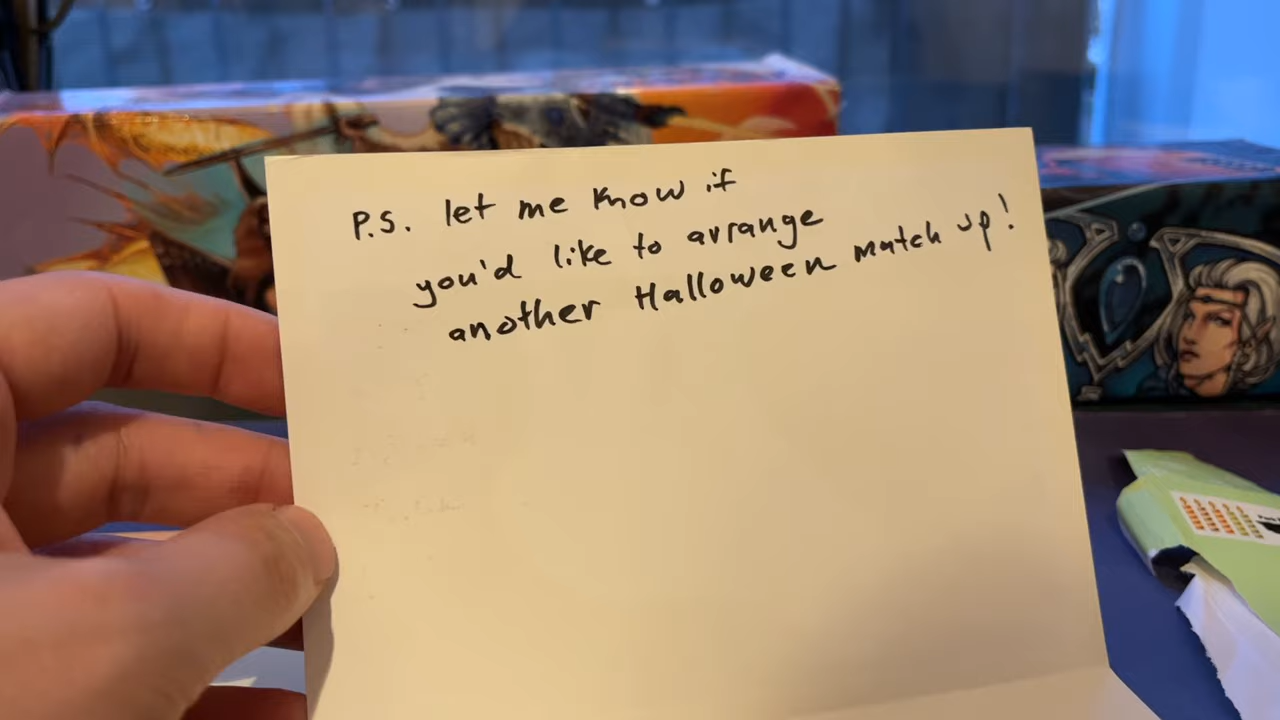 P.S. let me know if
you'd like to arrange
another Halloween match up!